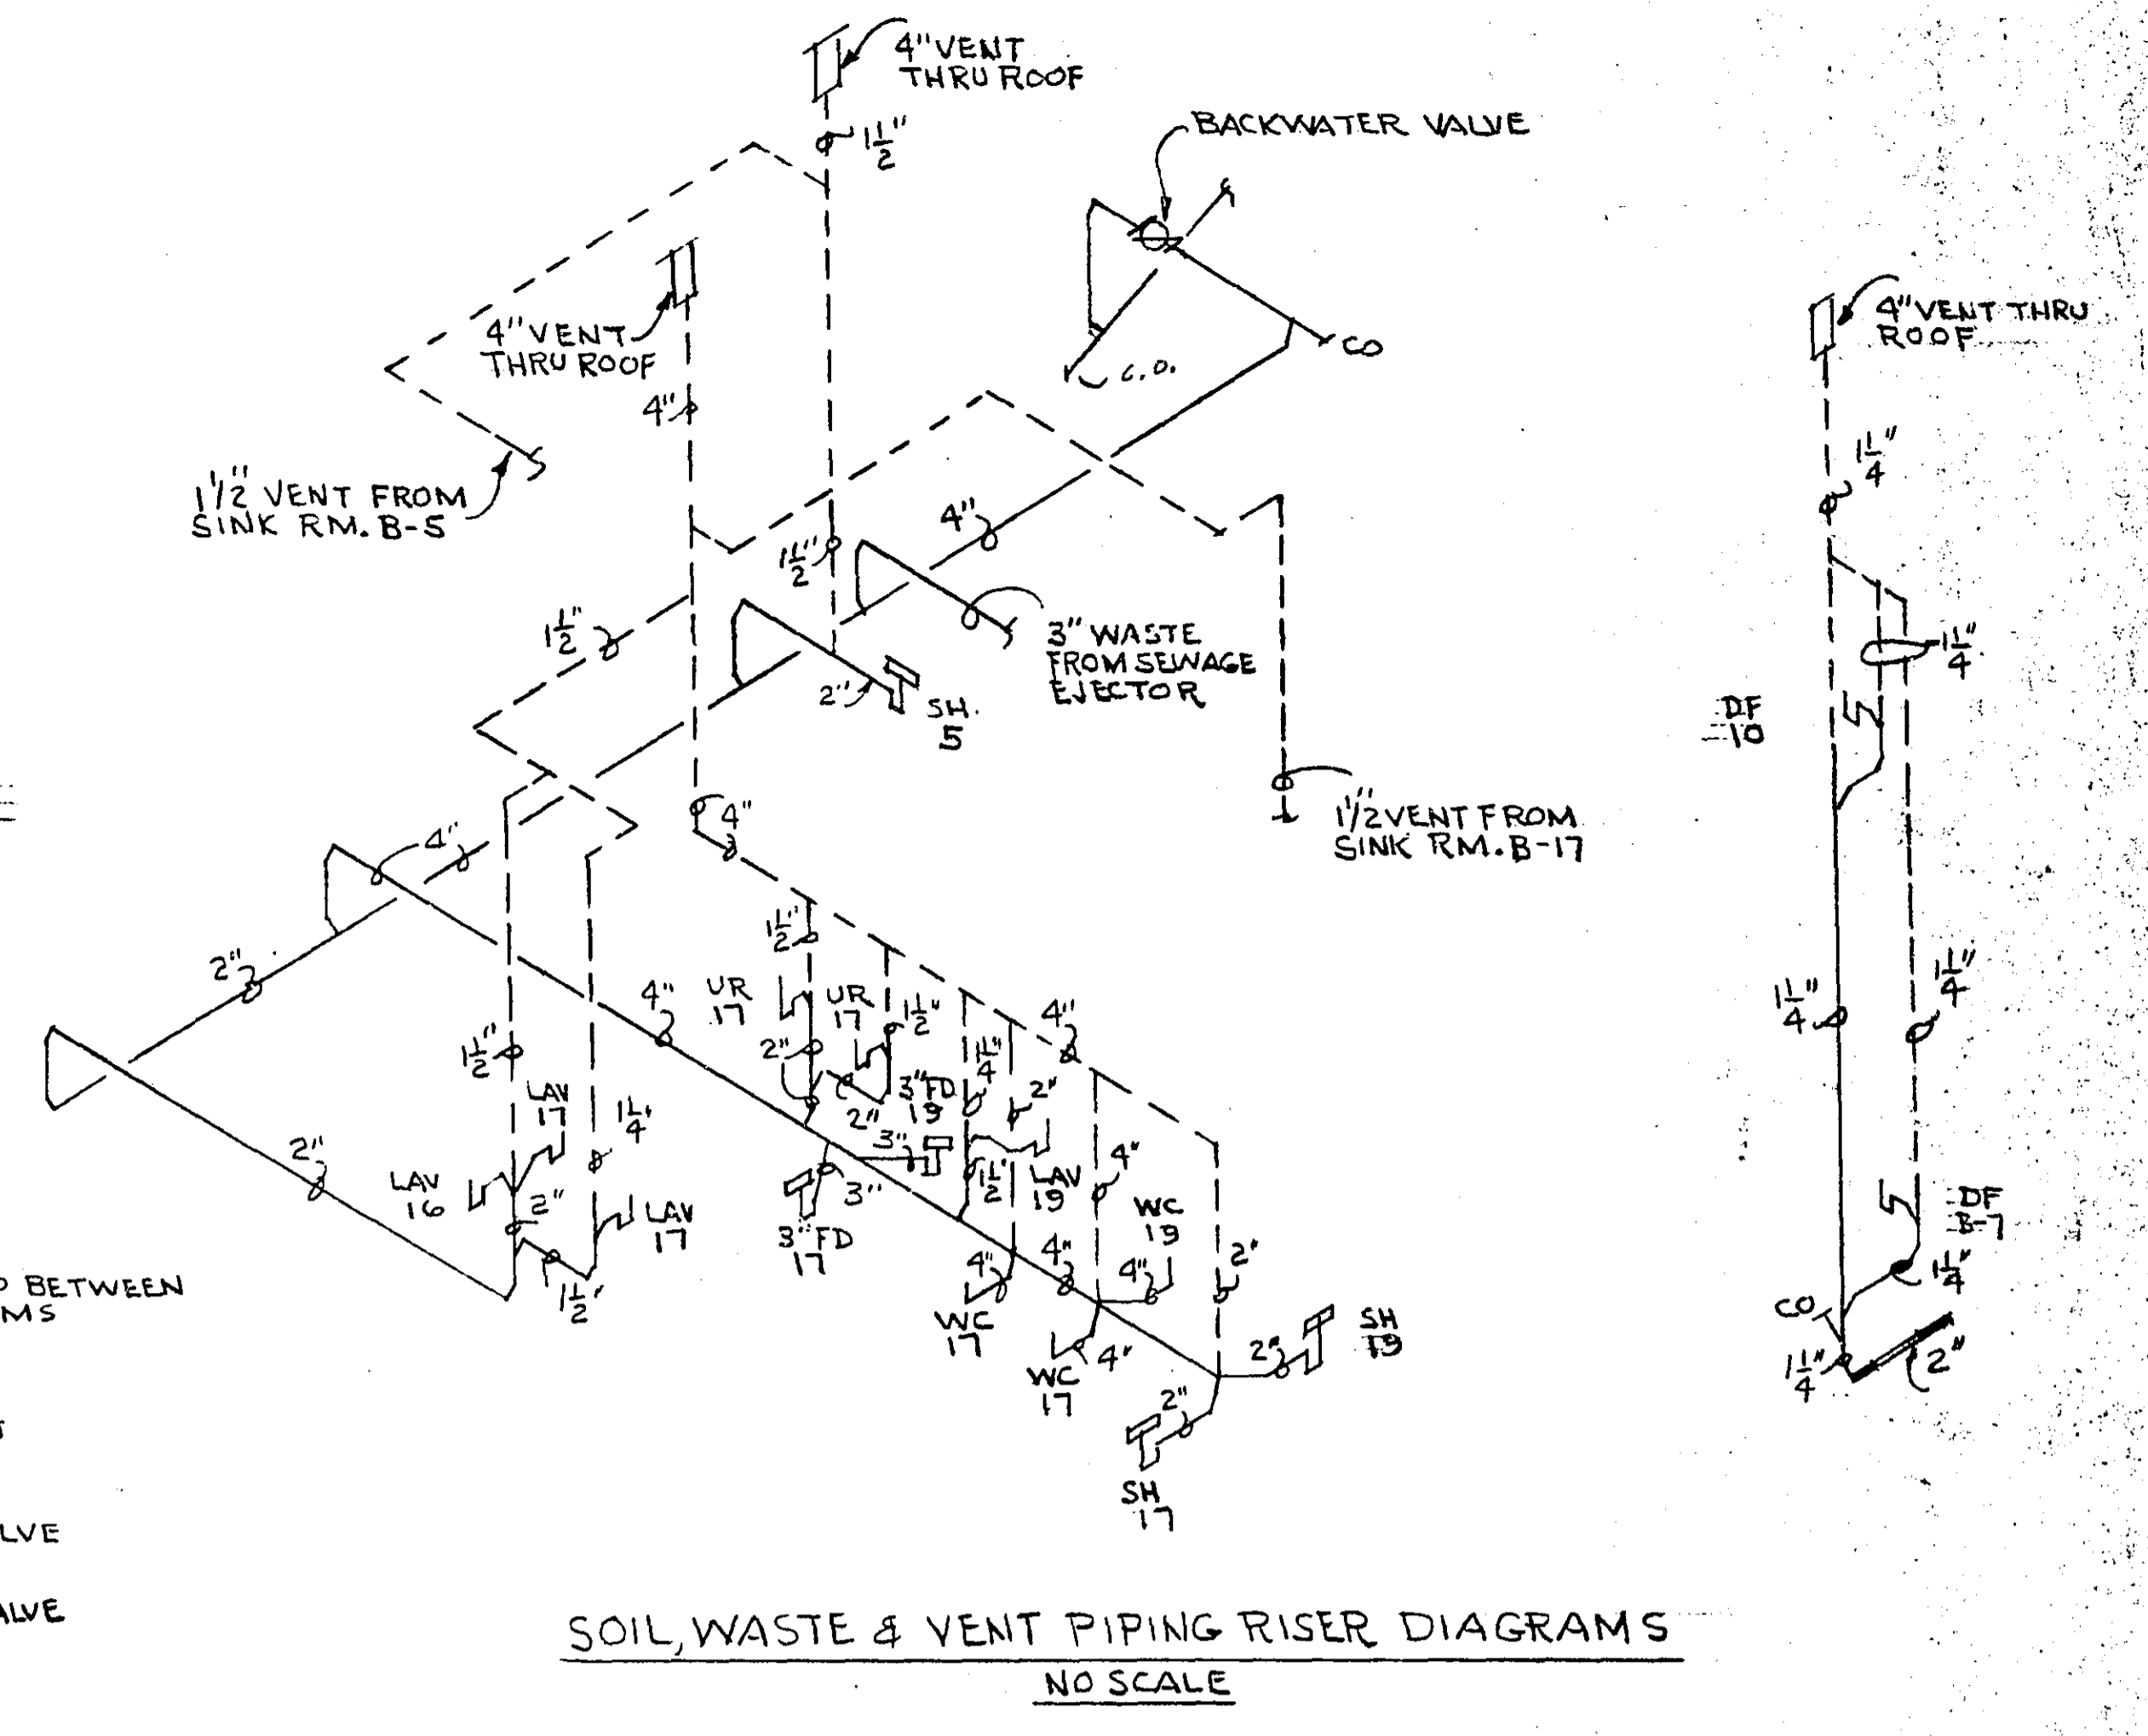 4" VENT
THRU ROOF
1 1/2"
BACKWATER VALVE
4" VENT
THRU ROOF
4" VENT THRU
ROOF
CO
C.O.
4"
1 1/4"
1 1/2" VENT FROM
SINK RM. B-5
4"
1 1/2"
1 1/2"
3" WASTE
FROM SEWAGE
EJECTOR
1 1/4"
2"
SH.
5
DF
10
4"
4"
1 1/2" VENT FROM
SINK RM. B-17
1 1/2"
2"
4"
UR
17
UR
17
1 1/2"
4"
1 1/4"
1 1/4"
1 1/2"
2"
1 1/4"
2"
3" FD
19
LAV
17
1 1/4"
2"
3"
2"
LAV
16
2"
LAV
17
3"
3" FD
17
1 1/2"
LAV
19
4"
WC
19
DF
B-7
1 1/2"
4"
WC
17
4"
4"
2"
1 1/4"
CO
WC
17
4"
2"
SH
19
1 1/4"
2"
2"
SH
17
BETWEEN
MS
LVE
ALVE
SOIL, WASTE & VENT PIPING RISER DIAGRAMS
NO SCALE